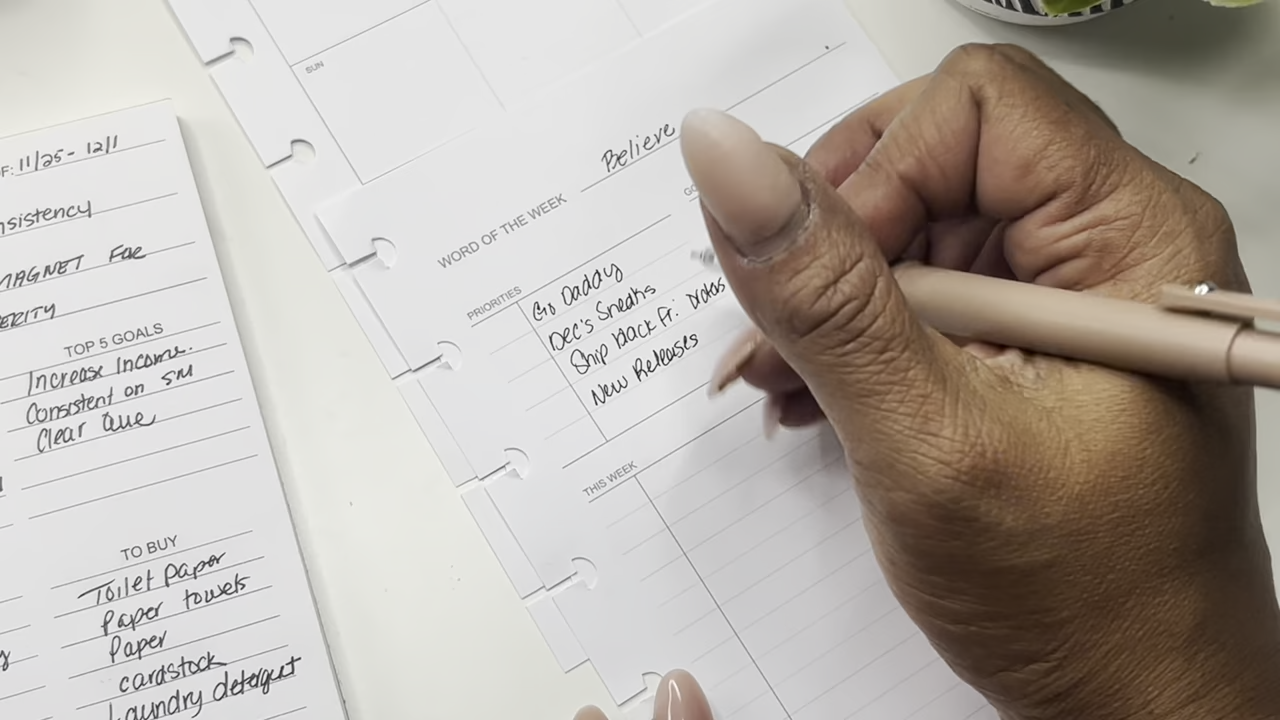 F: 11/25 - 12/1
nsistency
MAGNET FOR
ERITY
TOP 5 GOALS
Increase Income.
Consistent on SM
Clear Que
TO BUY
Toilet Paper
Paper towels
Paper
cardstock
Laundry detergent
SUN
WORD OF THE WEEK Believe
PRIORITIES
Go Daddy
Dec's Sneaks
Ship back Fr:
New Releases
THIS WEEK